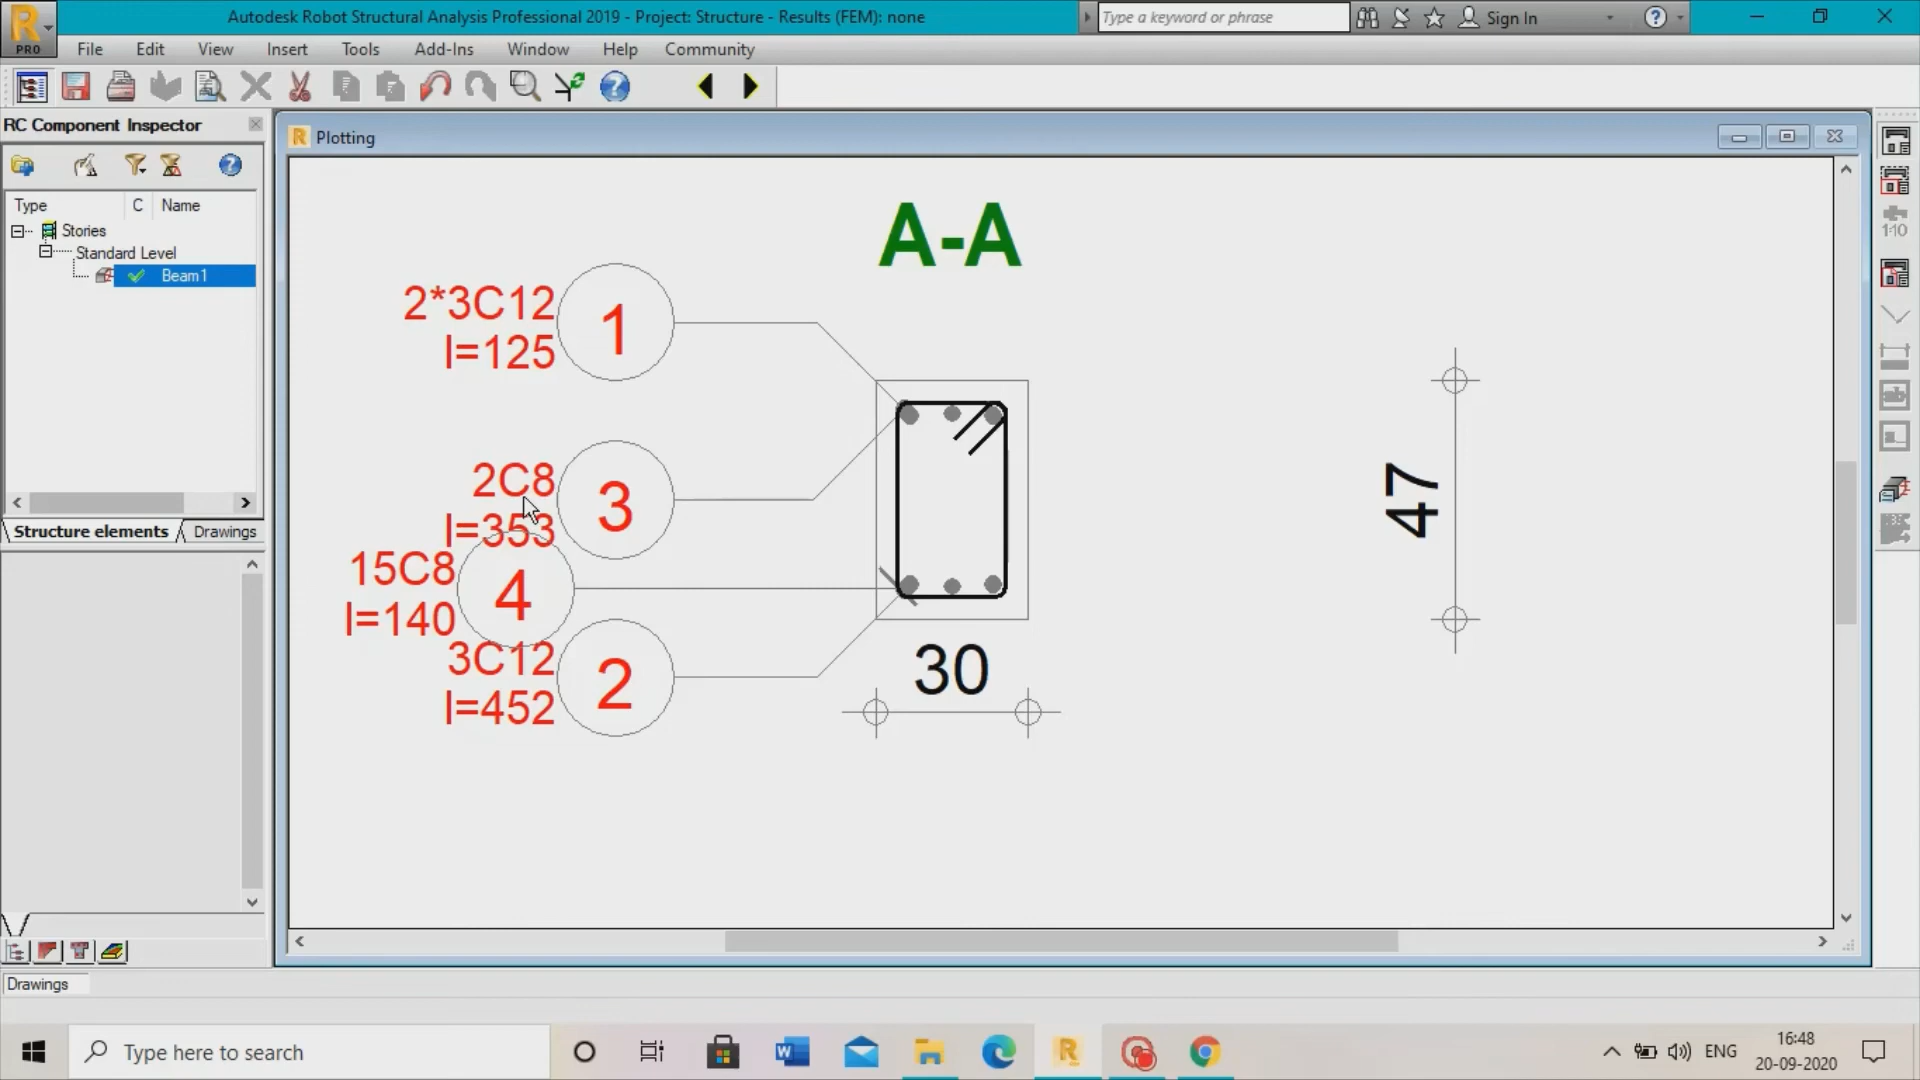 Autodesk Robot Structural Analysis Professional 2019 - Project: Structure - Results (FEM): none
Type a keyword or phrase
Sign In
PRO
File Edit View Insert Tools Add-Ins Window Help Community
RC Component Inspector
Type C Name
Stories
Standard Level
Beam1
Structure elements
Drawings
Plotting
A-A
2*3C12
l=125
1
2C8
l=353
3
15C8
l=140
4
3C12
l=452
2
30
47
1:10
Drawings
Type here to search
ENG
16:48
20-09-2020